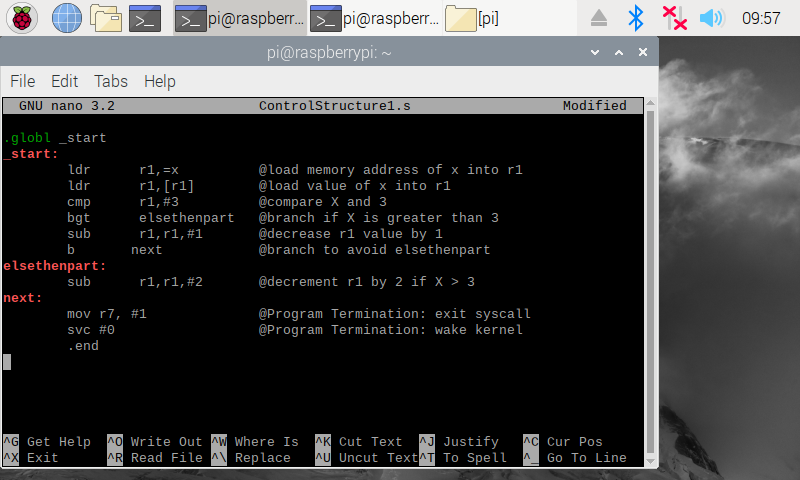 pi@raspberr... pi@raspberr... [pi] 09:57
pi@raspberrypi: ~
File Edit Tabs Help
GNU nano 3.2 ControlStructure1.s Modified
.globl _start
_start:
ldr r1,=x @load memory address of x into r1
ldr r1,[r1] @load value of x into r1
cmp r1,#3 @compare X and 3
bgt elsethenpart @branch if X is greater than 3
sub r1,r1,#1 @decrease r1 value by 1
b next @branch to avoid elsethenpart
elsethenpart:
sub r1,r1,#2 @decrement r1 by 2 if X > 3
next:
mov r7, #1 @Program Termination: exit syscall
svc #0 @Program Termination: wake kernel
.end
^G Get Help ^O Write Out ^W Where Is ^K Cut Text ^J Justify ^C Cur Pos
^X Exit ^R Read File ^\ Replace ^U Uncut Text ^T To Spell ^_ Go To Line